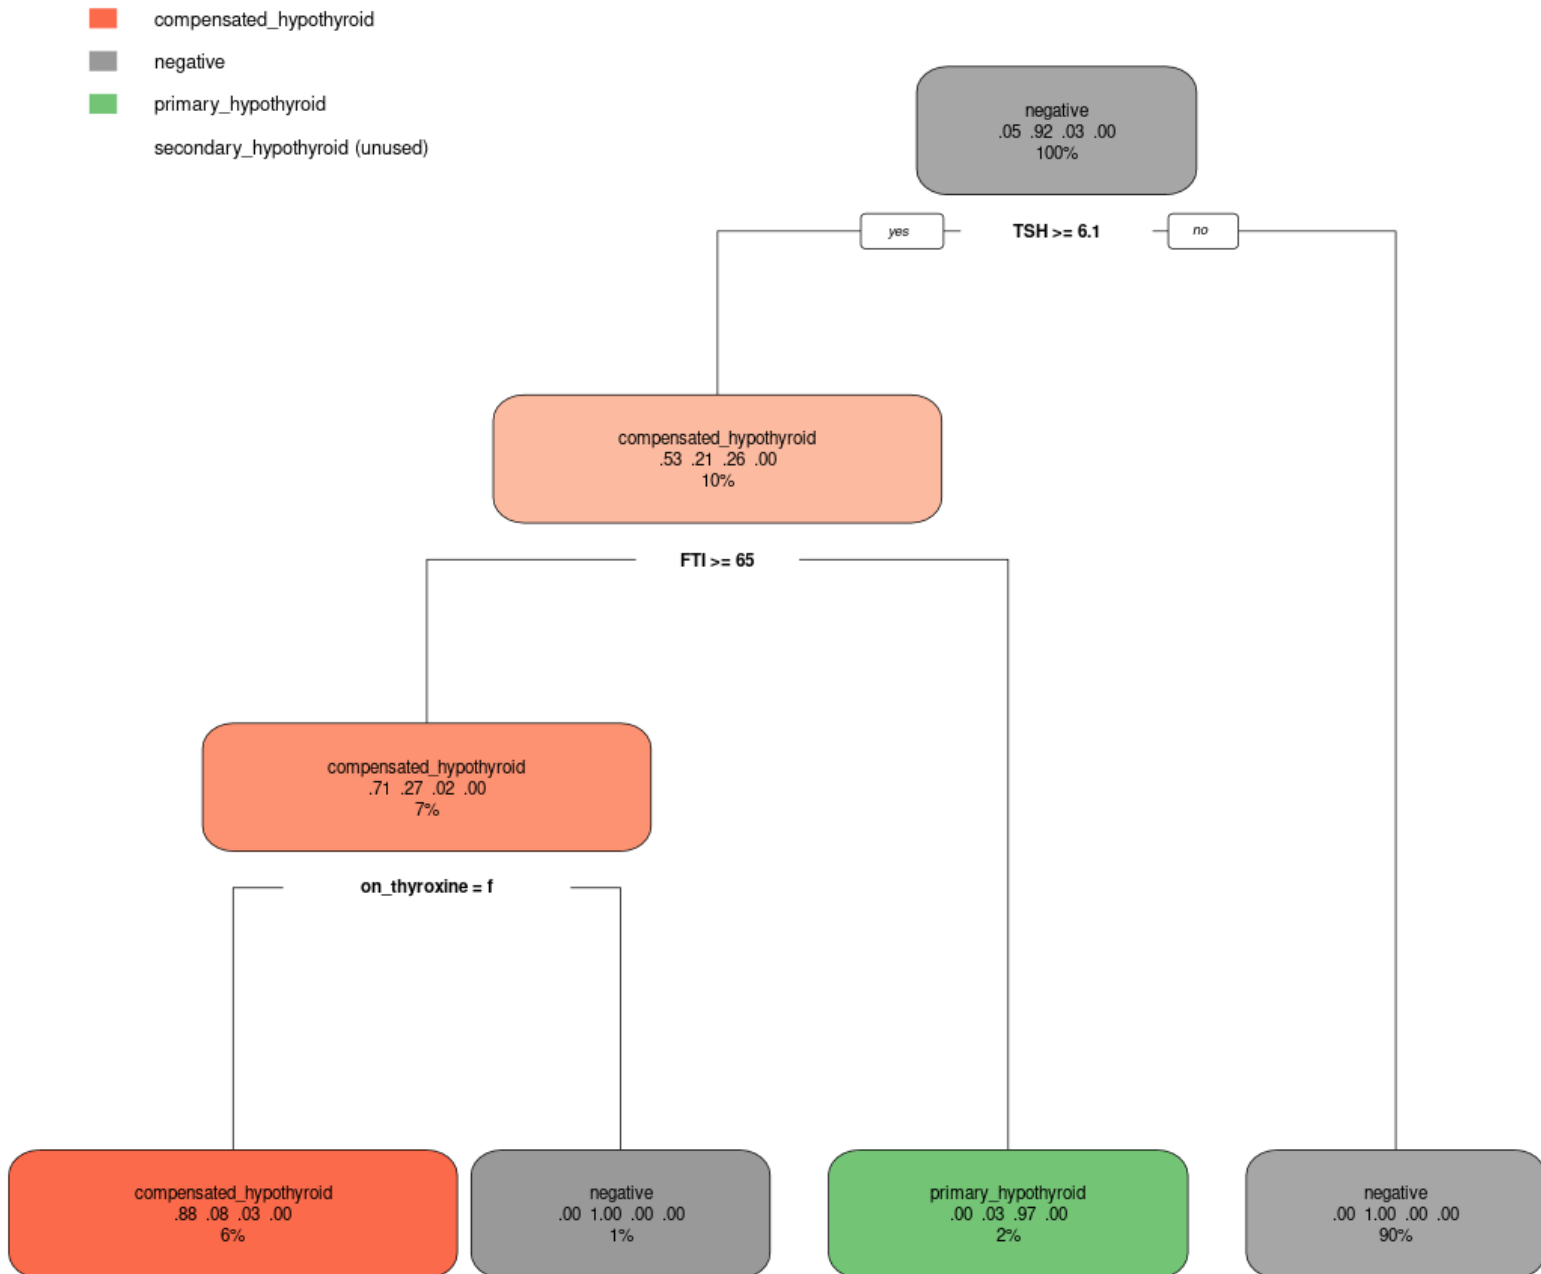 compensated_hypothyroid
negative
primary_hypothyroid
secondary_hypothyroid (unused)
negative
.05 .92 .03 .00
100%
yes
TSH >= 6.1
no
compensated_hypothyroid
.53 .21 .26 .00
10%
FTI >= 65
compensated_hypothyroid
.71 .27 .02 .00
7%
on_thyroxine = f
compensated_hypothyroid
.88 .08 .03 .00
6%
negative
.00 1.00 .00 .00
1%
primary_hypothyroid
.00 .03 .97 .00
2%
negative
.00 1.00 .00 .00
90%